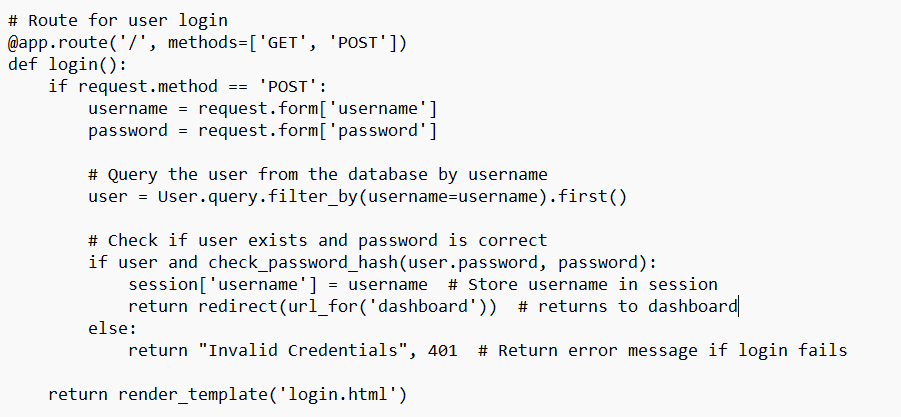 # Route for user login
@app.route('/', methods=['GET', 'POST'])
def login():
    if request.method == 'POST':
        username = request.form['username']
        password = request.form['password']

        # Query the user from the database by username
        user = User.query.filter_by(username=username).first()

        # Check if user exists and password is correct
        if user and check_password_hash(user.password, password):
            session['username'] = username  # Store username in session
            return redirect(url_for('dashboard'))  # returns to dashboard
        else:
            return "Invalid Credentials", 401  # Return error message if login fails

    return render_template('login.html')